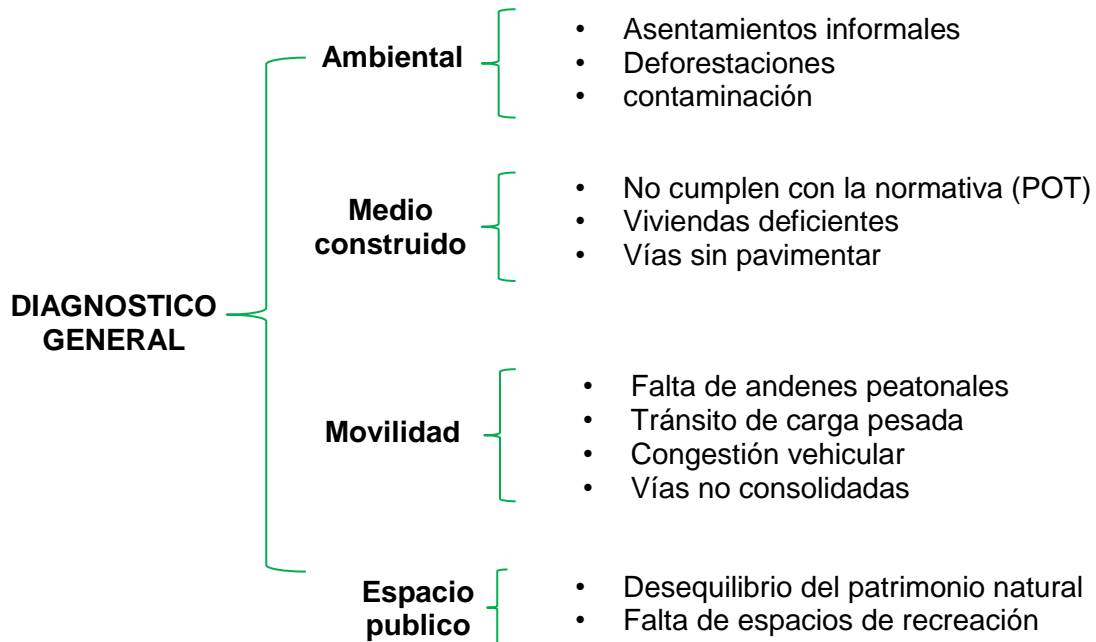 DIAGNOSTICO
GENERAL
Ambiental
• Asentamientos informales
• Deforestaciones
• contaminación
Medio
construido
• No cumplen con la normativa (POT)
• Viviendas deficientes
• Vías sin pavimentar
Movilidad
• Falta de andenes peatonales
• Tránsito de carga pesada
• Congestión vehicular
• Vías no consolidadas
Espacio
publico
• Desequilibrio del patrimonio natural
• Falta de espacios de recreación